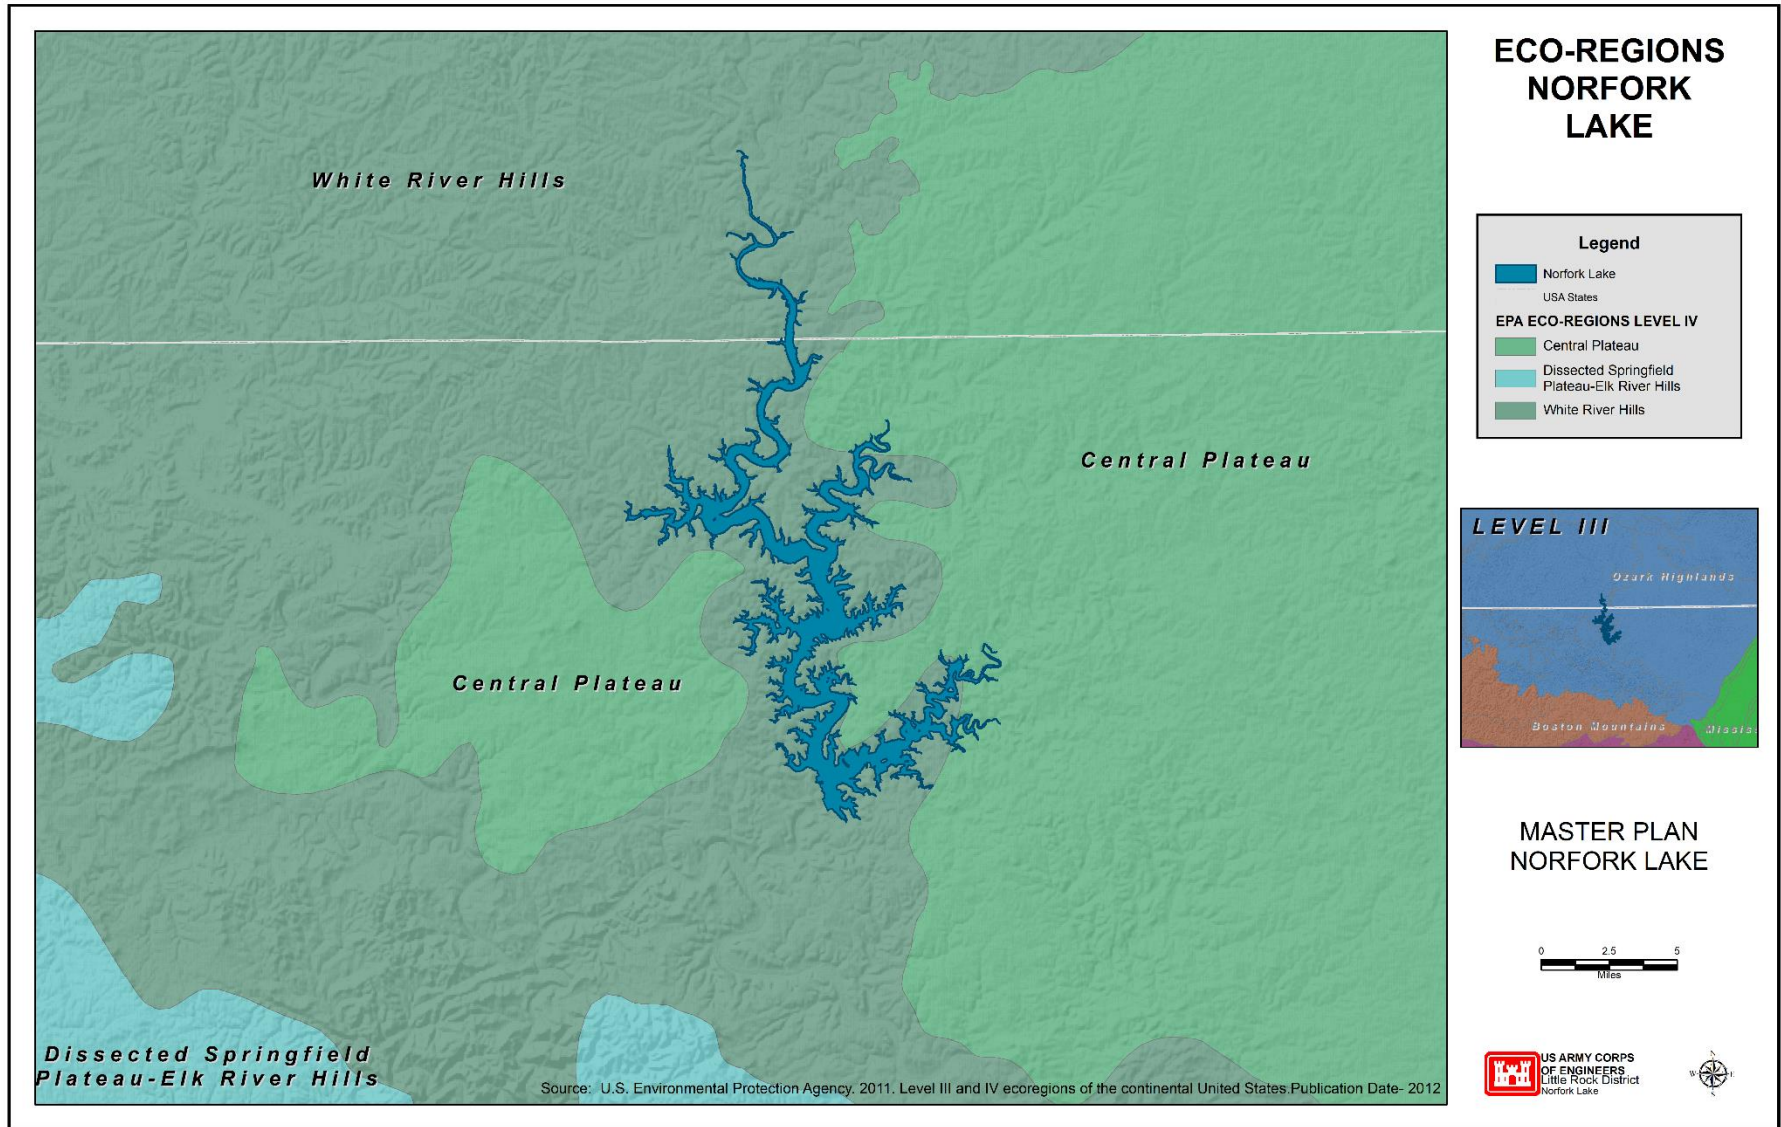 ECO-REGIONS
NORFORK
LAKE
White River Hills
Legend
Norfork Lake
USA States
EPA ECO-REGIONS LEVEL IV
Central Plateau
Dissected Springfield
Plateau-Elk River Hills
White River Hills
Central Plateau
Central Plateau
LEVEL III
Ozark Highlands
Boston Mountains
Missis
MASTER PLAN
NORFORK LAKE
0 2.5 5
Miles
Dissected Springfield
Plateau-Elk River Hills
Source: U.S. Environmental Protection Agency. 2011. Level III and IV ecoregions of the continental United States.Publication Date- 2012
US ARMY CORPS
OF ENGINEERS
Little Rock District
Norfork Lake
N
W E
S